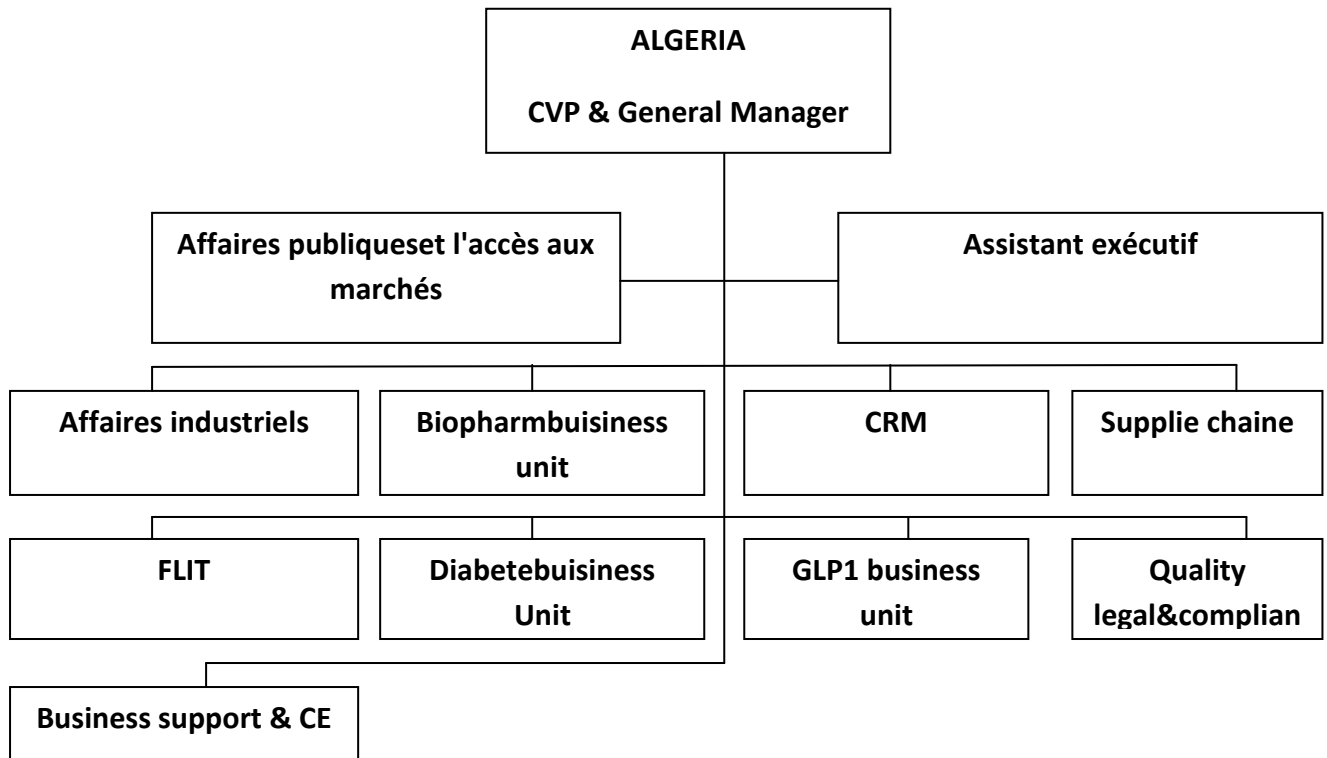 ALGERIA
CVP & General Manager
Affaires publiqueset l'accès aux
marchés
Assistant exécutif
Affaires industriels
Biopharmbuisiness
unit
CRM
Supplie chaine
FLIT
Diabetebuisiness
Unit
GLP1 business
unit
Quality
legal&complian
Business support & CE